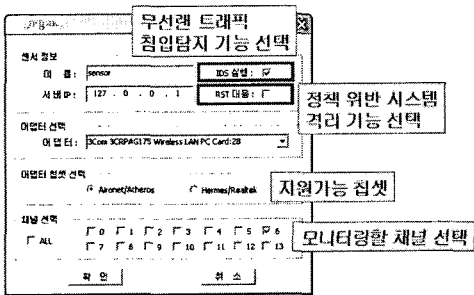 무선랜 트래픽
침입탐지 기능 선택
센서 정보
이 름: sensor
IDS 실행:
서버IP: 127 . 0 . 0 . 1
RST 대응:
정책 위반 시스템
격리 기능 선택
어댑터 선택
어댑터: 3Com 3CRPAG175 Wireless LAN PC Card:28
어댑터 칩셋 선택
Aironet/Atheros
Hermes/Realtek
지원가능 칩셋
채널 선택
ALL
0 1 2 3 4 5 6
7 8 9 10 11 12 13
모니터링할 채널 선택
확 인
취 소